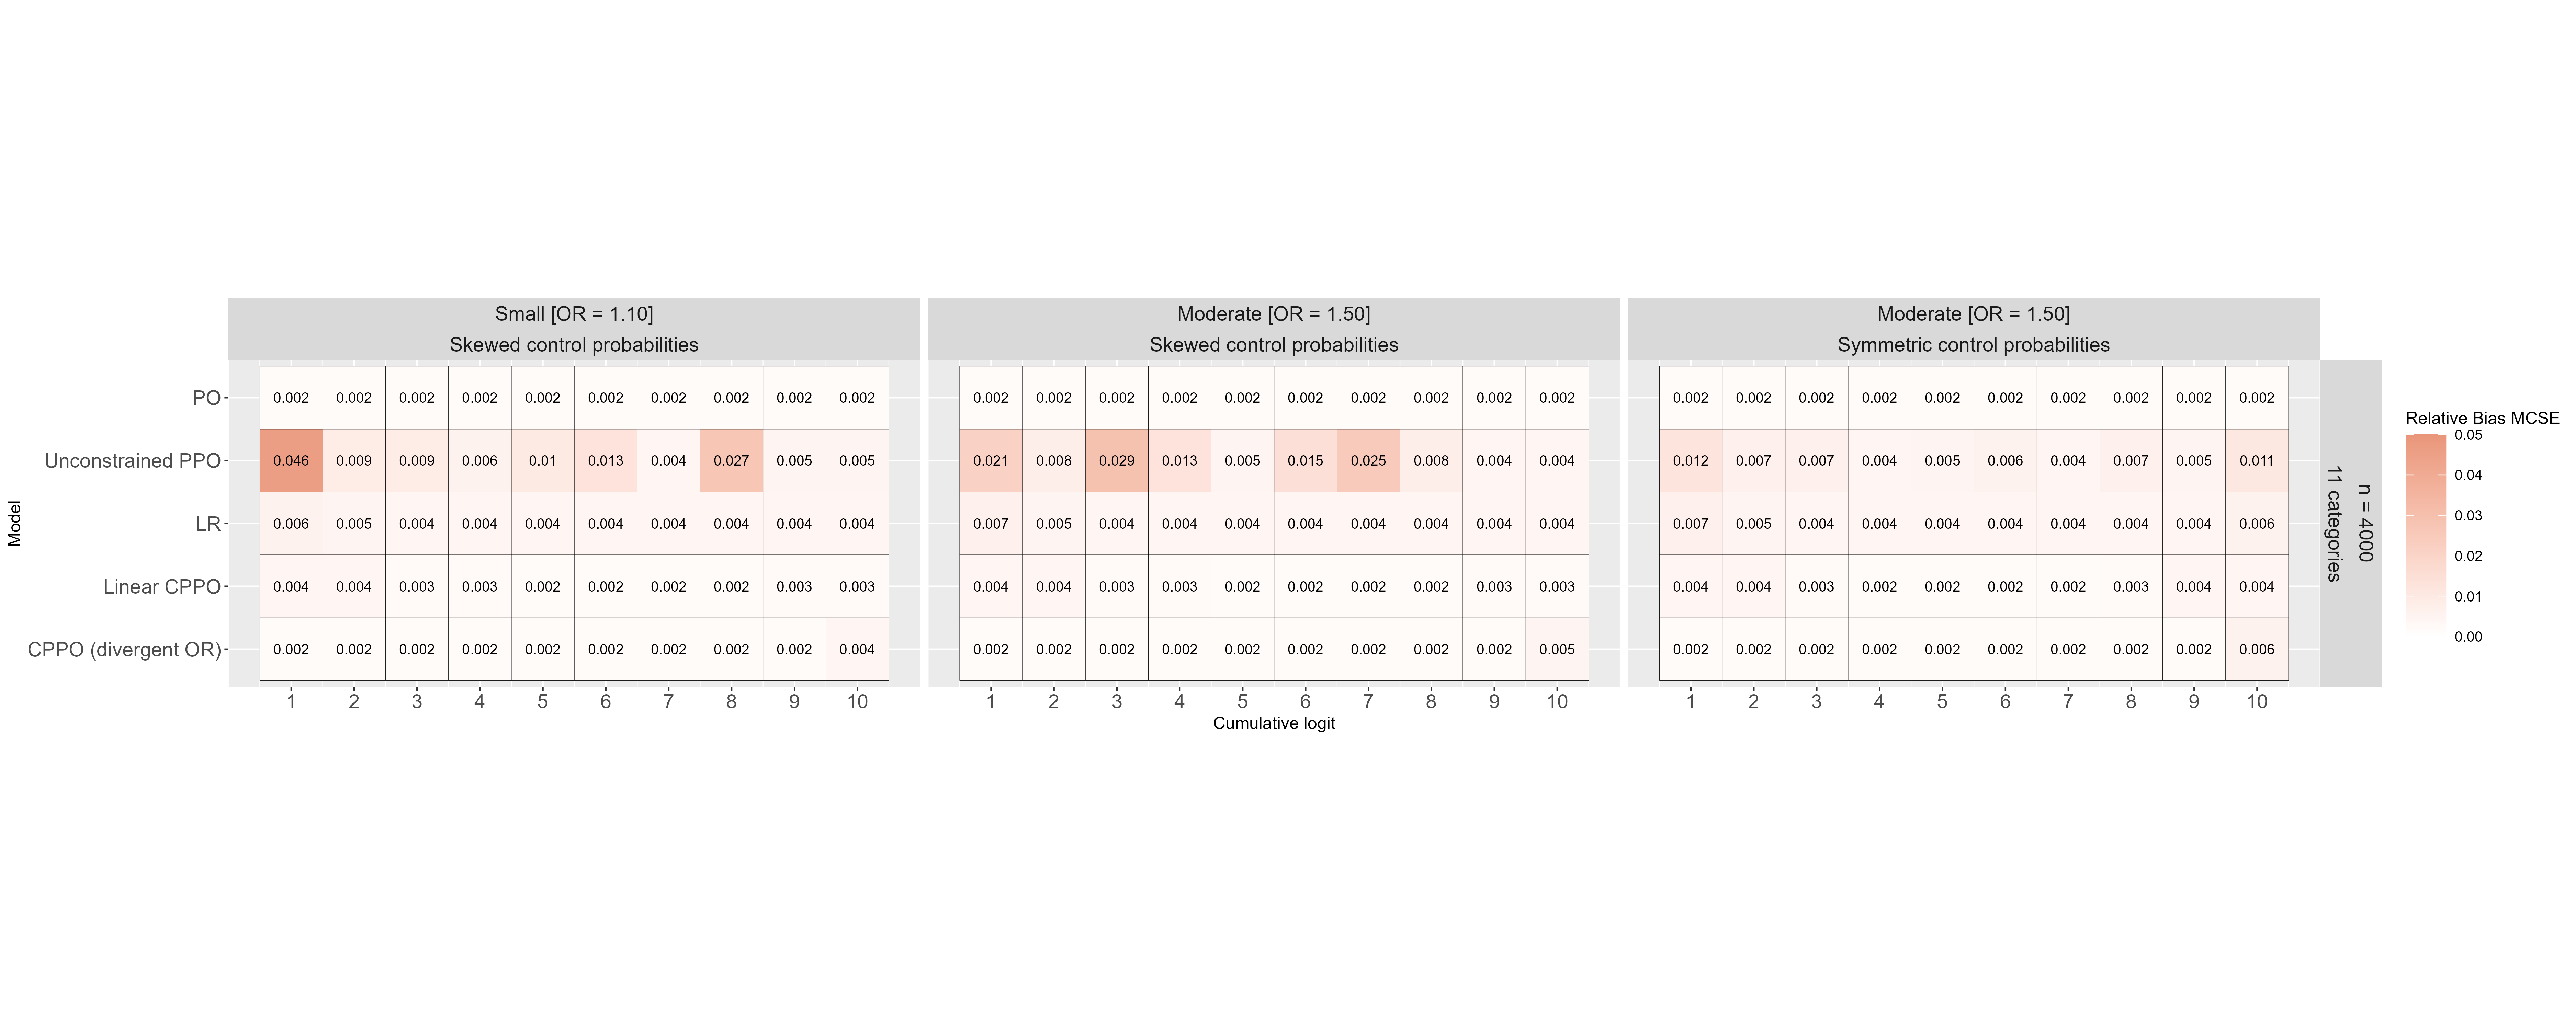 Small [OR = 1.10]
Skewed control probabilities
Moderate [OR = 1.50]
Skewed control probabilities
Moderate [OR = 1.50]
Symmetric control probabilities
Model
PO 0.002 0.002 0.002 0.002 0.002 0.002 0.002 0.002 0.002 0.002 0.002 0.002 0.002 0.002 0.002 0.002 0.002 0.002 0.002 0.002 0.002 0.002 0.002 0.002 0.002 0.002 0.002 0.002 0.002 0.002
Unconstrained PPO 0.046 0.009 0.009 0.006 0.01 0.013 0.004 0.027 0.005 0.005 0.021 0.008 0.029 0.013 0.005 0.015 0.025 0.008 0.004 0.004 0.012 0.007 0.007 0.004 0.005 0.006 0.004 0.007 0.005 0.011
LR 0.006 0.005 0.004 0.004 0.004 0.004 0.004 0.004 0.004 0.004 0.007 0.005 0.004 0.004 0.004 0.004 0.004 0.004 0.004 0.004 0.007 0.005 0.004 0.004 0.004 0.004 0.004 0.004 0.004 0.006
Linear CPPO 0.004 0.004 0.003 0.003 0.002 0.002 0.002 0.002 0.003 0.003 0.004 0.004 0.003 0.003 0.002 0.002 0.002 0.002 0.003 0.003 0.004 0.004 0.003 0.002 0.002 0.002 0.002 0.003 0.004 0.004
CPPO (divergent OR) 0.002 0.002 0.002 0.002 0.002 0.002 0.002 0.002 0.002 0.004 0.002 0.002 0.002 0.002 0.002 0.002 0.002 0.002 0.002 0.005 0.002 0.002 0.002 0.002 0.002 0.002 0.002 0.002 0.002 0.006
1 2 3 4 5 6 7 8 9 10 1 2 3 4 5 6 7 8 9 10 1 2 3 4 5 6 7 8 9 10
Cumulative logit
n = 4000
11 categories
Relative Bias MCSE
0.05
0.04
0.03
0.02
0.01
0.00